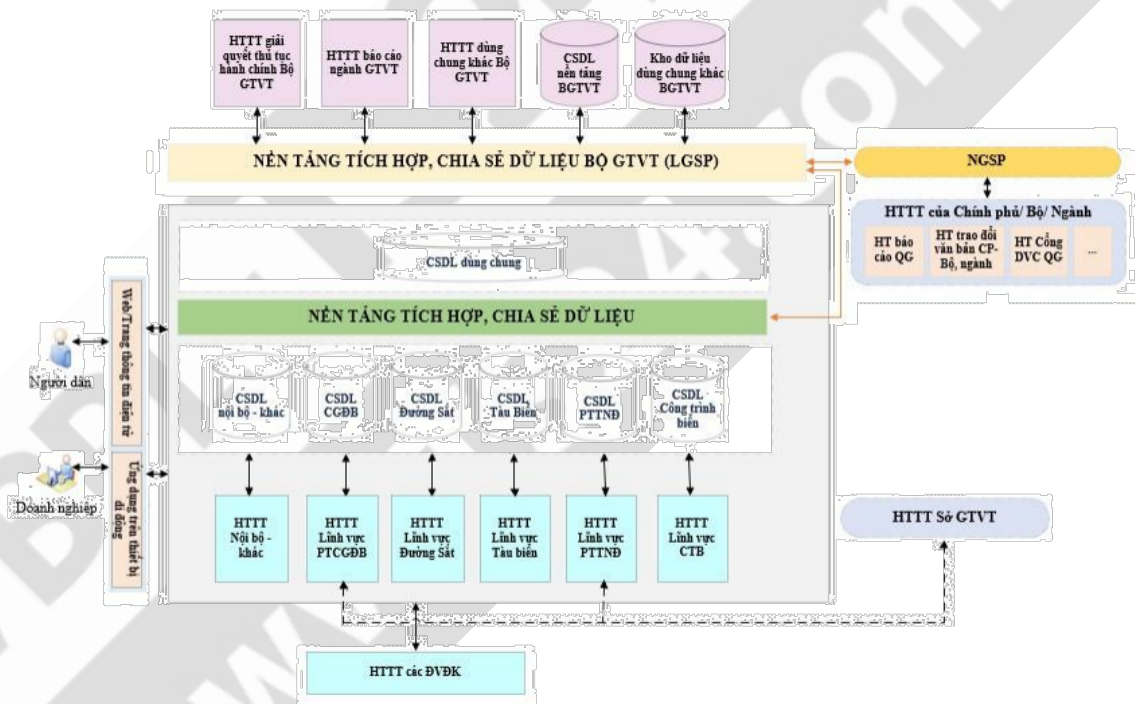 HTTT giải
quyết thủ tục
hành chính Bộ
GTVT
HTTT báo cáo
ngành GTVT
HTTT dùng
chung khác Bộ
GTVT
CSDL
nền tảng
BGTVT
Kho dữ liệu
dùng chung khác
BGTVT
NỀN TẢNG TÍCH HỢP, CHIA SẺ DỮ LIỆU BỘ GTVT (LGSP)
NGSP
HTTT của Chính phủ/ Bộ/ Ngành
HT báo
cáo QG
HT trao đổi
văn bản CP-
Bộ, ngành
HT Cổng
DVC QG
...
CSDL dùng chung
NỀN TẢNG TÍCH HỢP, CHIA SẺ DỮ LIỆU
Web/Trang thông tin điện tử
Người dân
CSDL
nội bộ - khác
CSDL
CGĐB
CSDL
Đường Sắt
CSDL
Tàu Biển
CSDL
PTTNĐ
CSDL
Công trình
biển
Ứng dụng trên thiết bị
di động
Doanh nghiệp
HTTT
Nội bộ -
khác
HTTT
Lĩnh vực
PTCGĐB
HTTT
Lĩnh vực
Đường Sắt
HTTT
Lĩnh vực
Tàu biển
HTTT
Lĩnh vực
PTTNĐ
HTTT
Lĩnh vực
CTB
HTTT Sở GTVT
HTTT các ĐVĐK